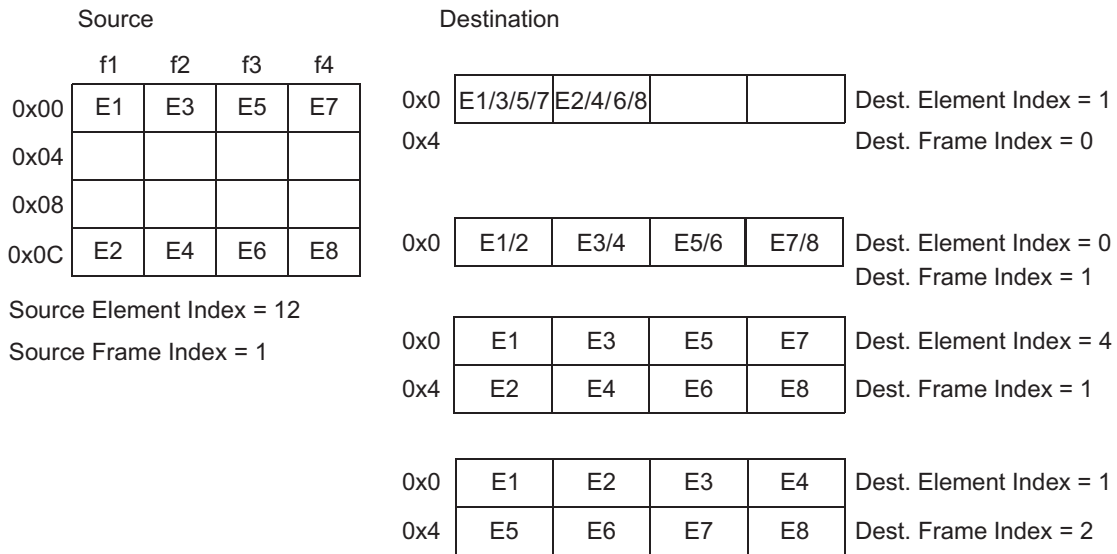 Source
f1 f2 f3 f4
0x00 E1 E3 E5 E7
0x04
0x08
0x0C E2 E4 E6 E8
Source Element Index = 12
Source Frame Index = 1
Destination
0x0 E1/3/5/7 E2/4/6/8 Dest. Element Index = 1
0x4 Dest. Frame Index = 0
0x0 E1/2 E3/4 E5/6 E7/8 Dest. Element Index = 0
Dest. Frame Index = 1
0x0 E1 E3 E5 E7 Dest. Element Index = 4
0x4 E2 E4 E6 E8 Dest. Frame Index = 1
0x0 E1 E2 E3 E4 Dest. Element Index = 1
0x4 E5 E6 E7 E8 Dest. Frame Index = 2